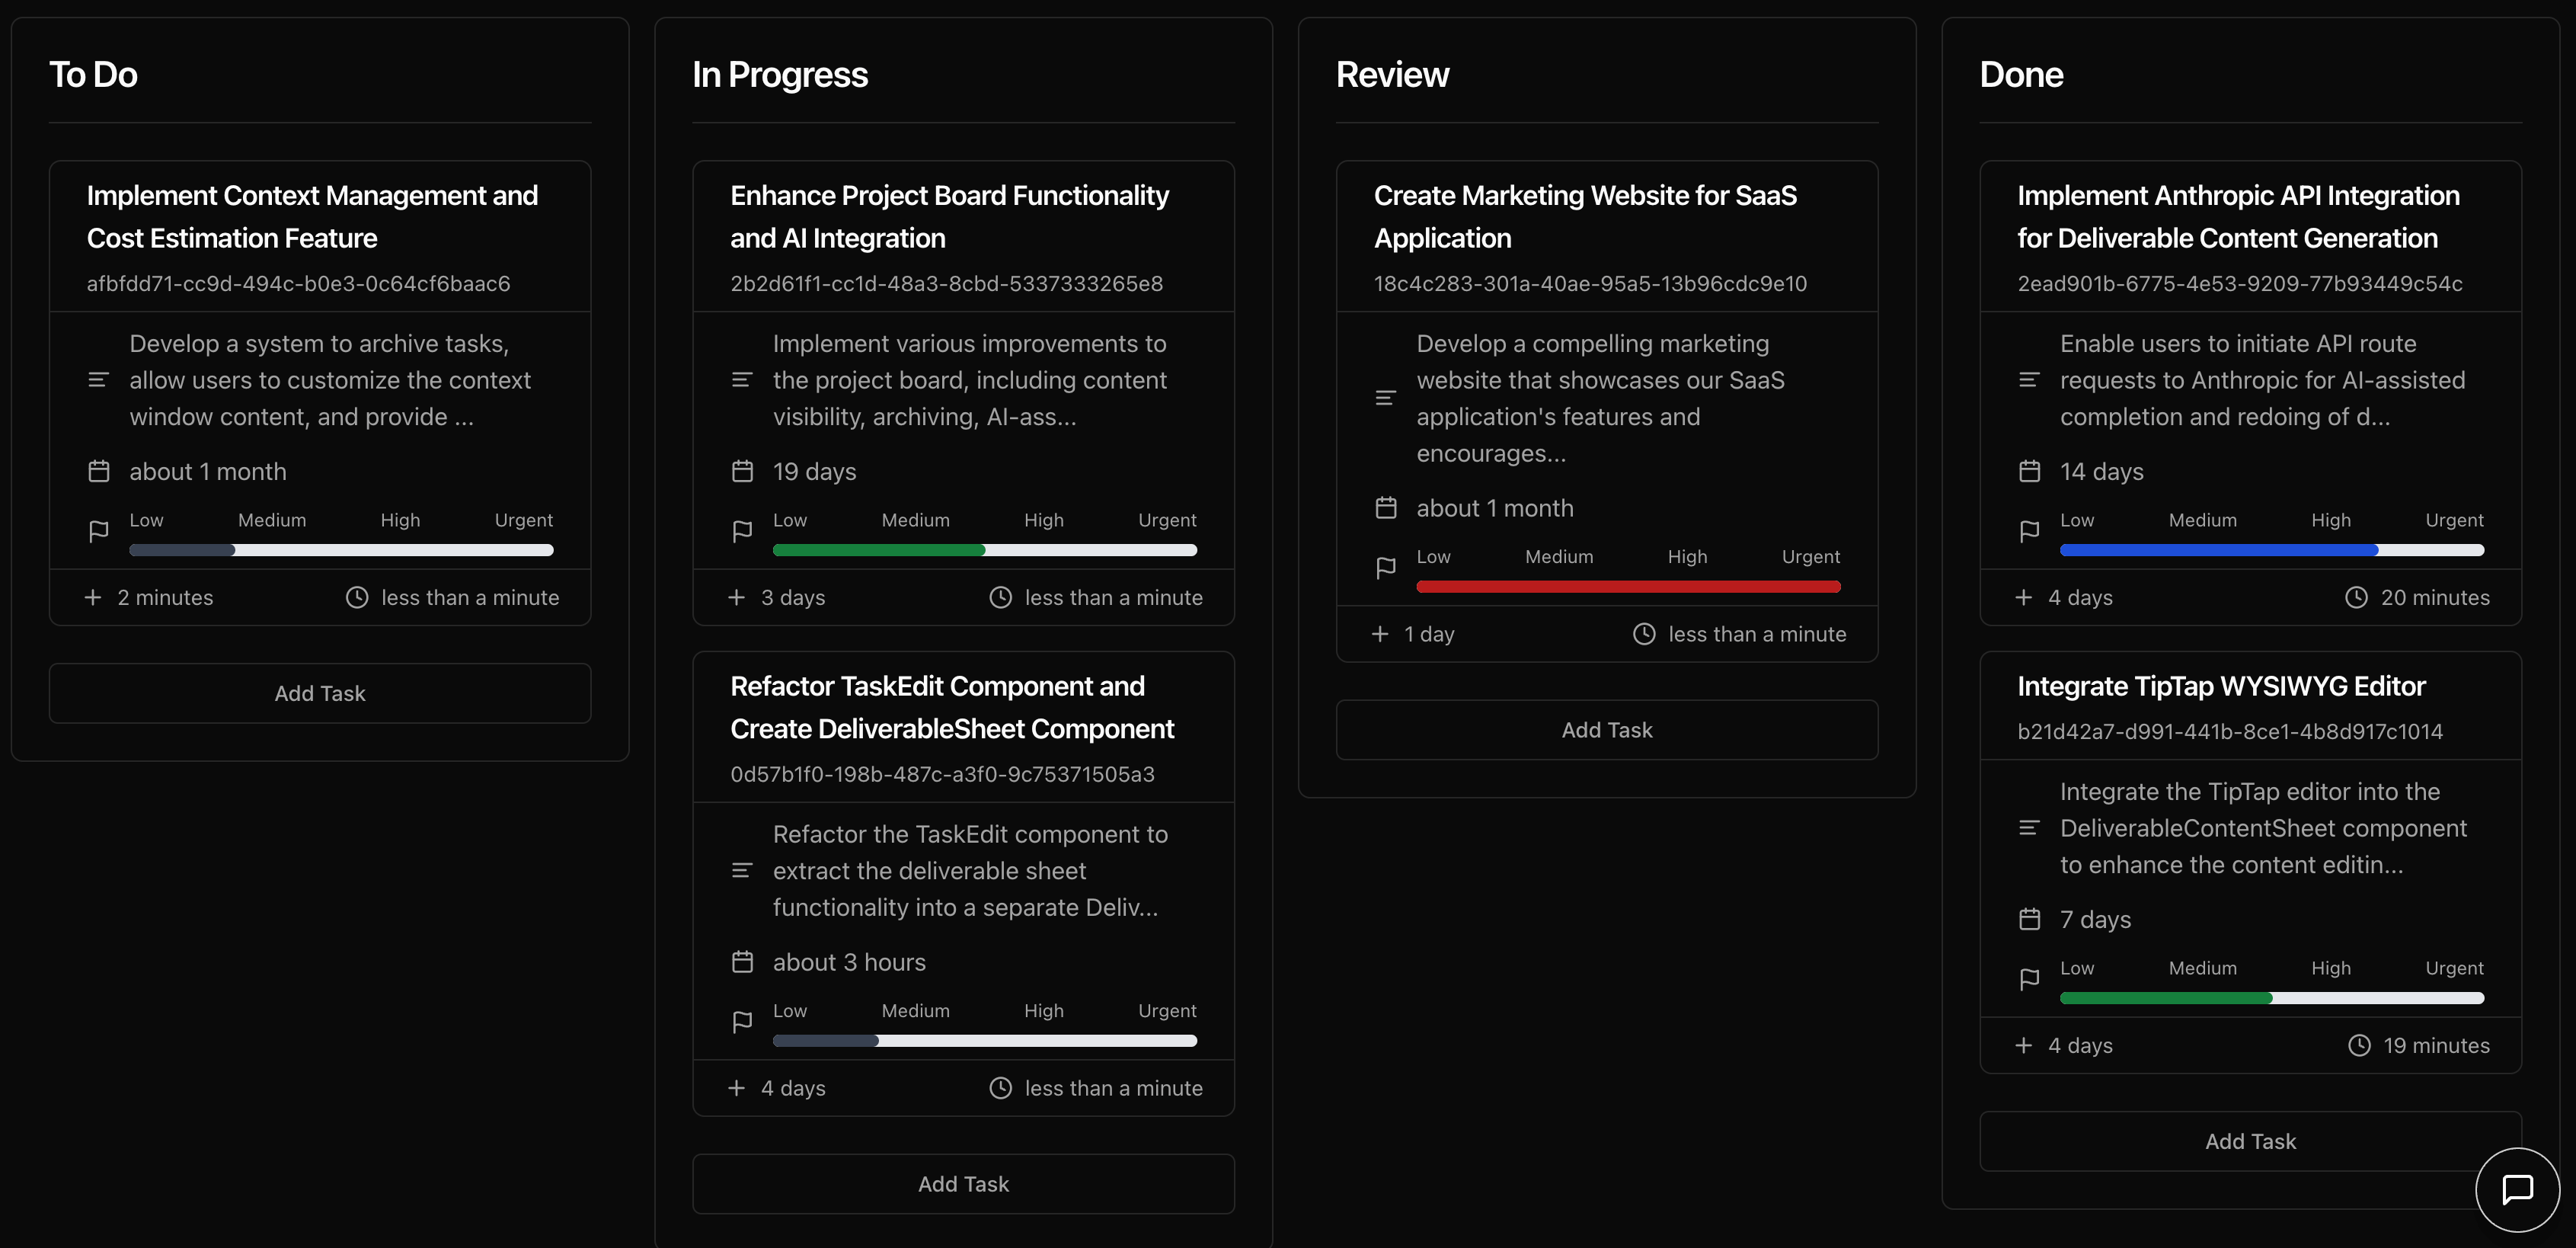 To Do
Implement Context Management and
Cost Estimation Feature
afbfdd71-cc9d-494c-b0e3-0c64cf6baac6
Develop a system to archive tasks,
allow users to customize the context
window content, and provide ...
about 1 month
Low Medium High Urgent
2 minutes less than a minute
Add Task
In Progress
Enhance Project Board Functionality
and AI Integration
2b2d61f1-cc1d-48a3-8cbd-5337333265e8
Implement various improvements to
the project board, including content
visibility, archiving, AI-ass...
19 days
Low Medium High Urgent
3 days less than a minute
Refactor TaskEdit Component and
Create DeliverableSheet Component
0d57b1f0-198b-487c-a3f0-9c75371505a3
Refactor the TaskEdit component to
extract the deliverable sheet
functionality into a separate Deliv...
about 3 hours
Low Medium High Urgent
4 days less than a minute
Add Task
Review
Create Marketing Website for SaaS
Application
18c4c283-301a-40ae-95a5-13b96cdc9e10
Develop a compelling marketing
website that showcases our SaaS
application's features and
encourages...
about 1 month
Low Medium High Urgent
1 day less than a minute
Add Task
Done
Implement Anthropic API Integration
for Deliverable Content Generation
2ead901b-6775-4e53-9209-77b93449c54c
Enable users to initiate API route
requests to Anthropic for AI-assisted
completion and redoing of d...
14 days
Low Medium High Urgent
4 days 20 minutes
Integrate TipTap WYSIWYG Editor
b21d42a7-d991-441b-8ce1-4b8d917c1014
Integrate the TipTap editor into the
DeliverableContentSheet component
to enhance the content editin...
7 days
Low Medium High Urgent
4 days 19 minutes
Add Task